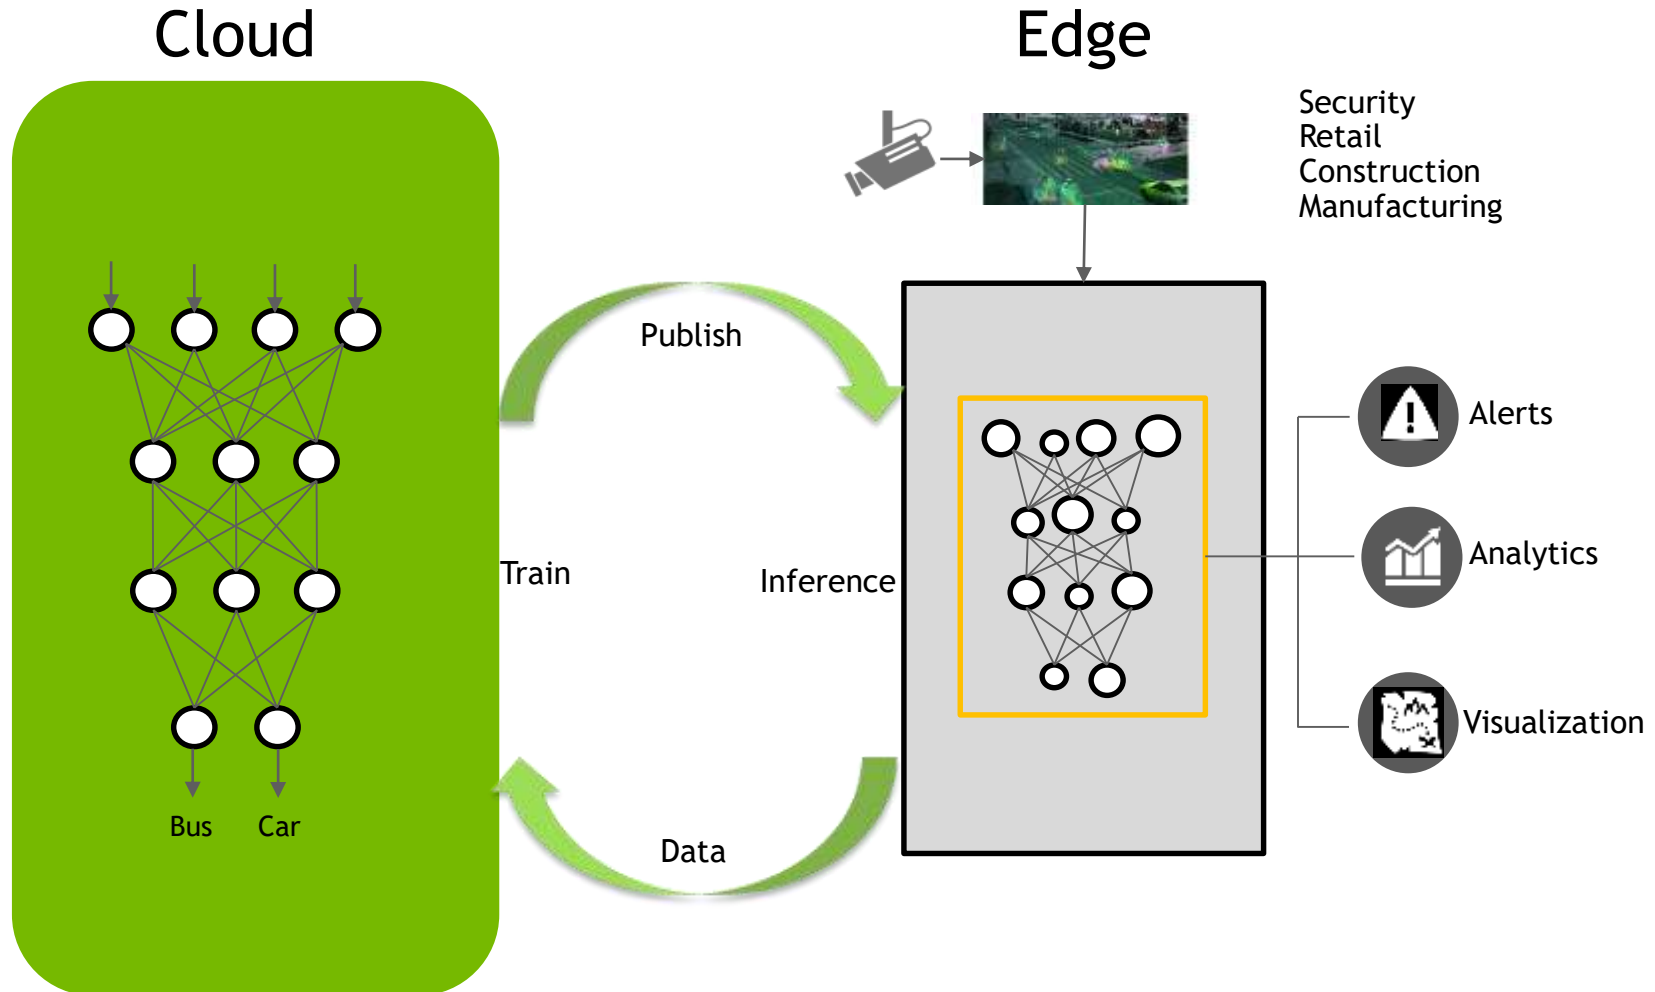 Cloud
Edge
Security
Retail
Construction
Manufacturing
Publish
Alerts
Analytics
Train
Inference
Visualization
Bus
Car
Data